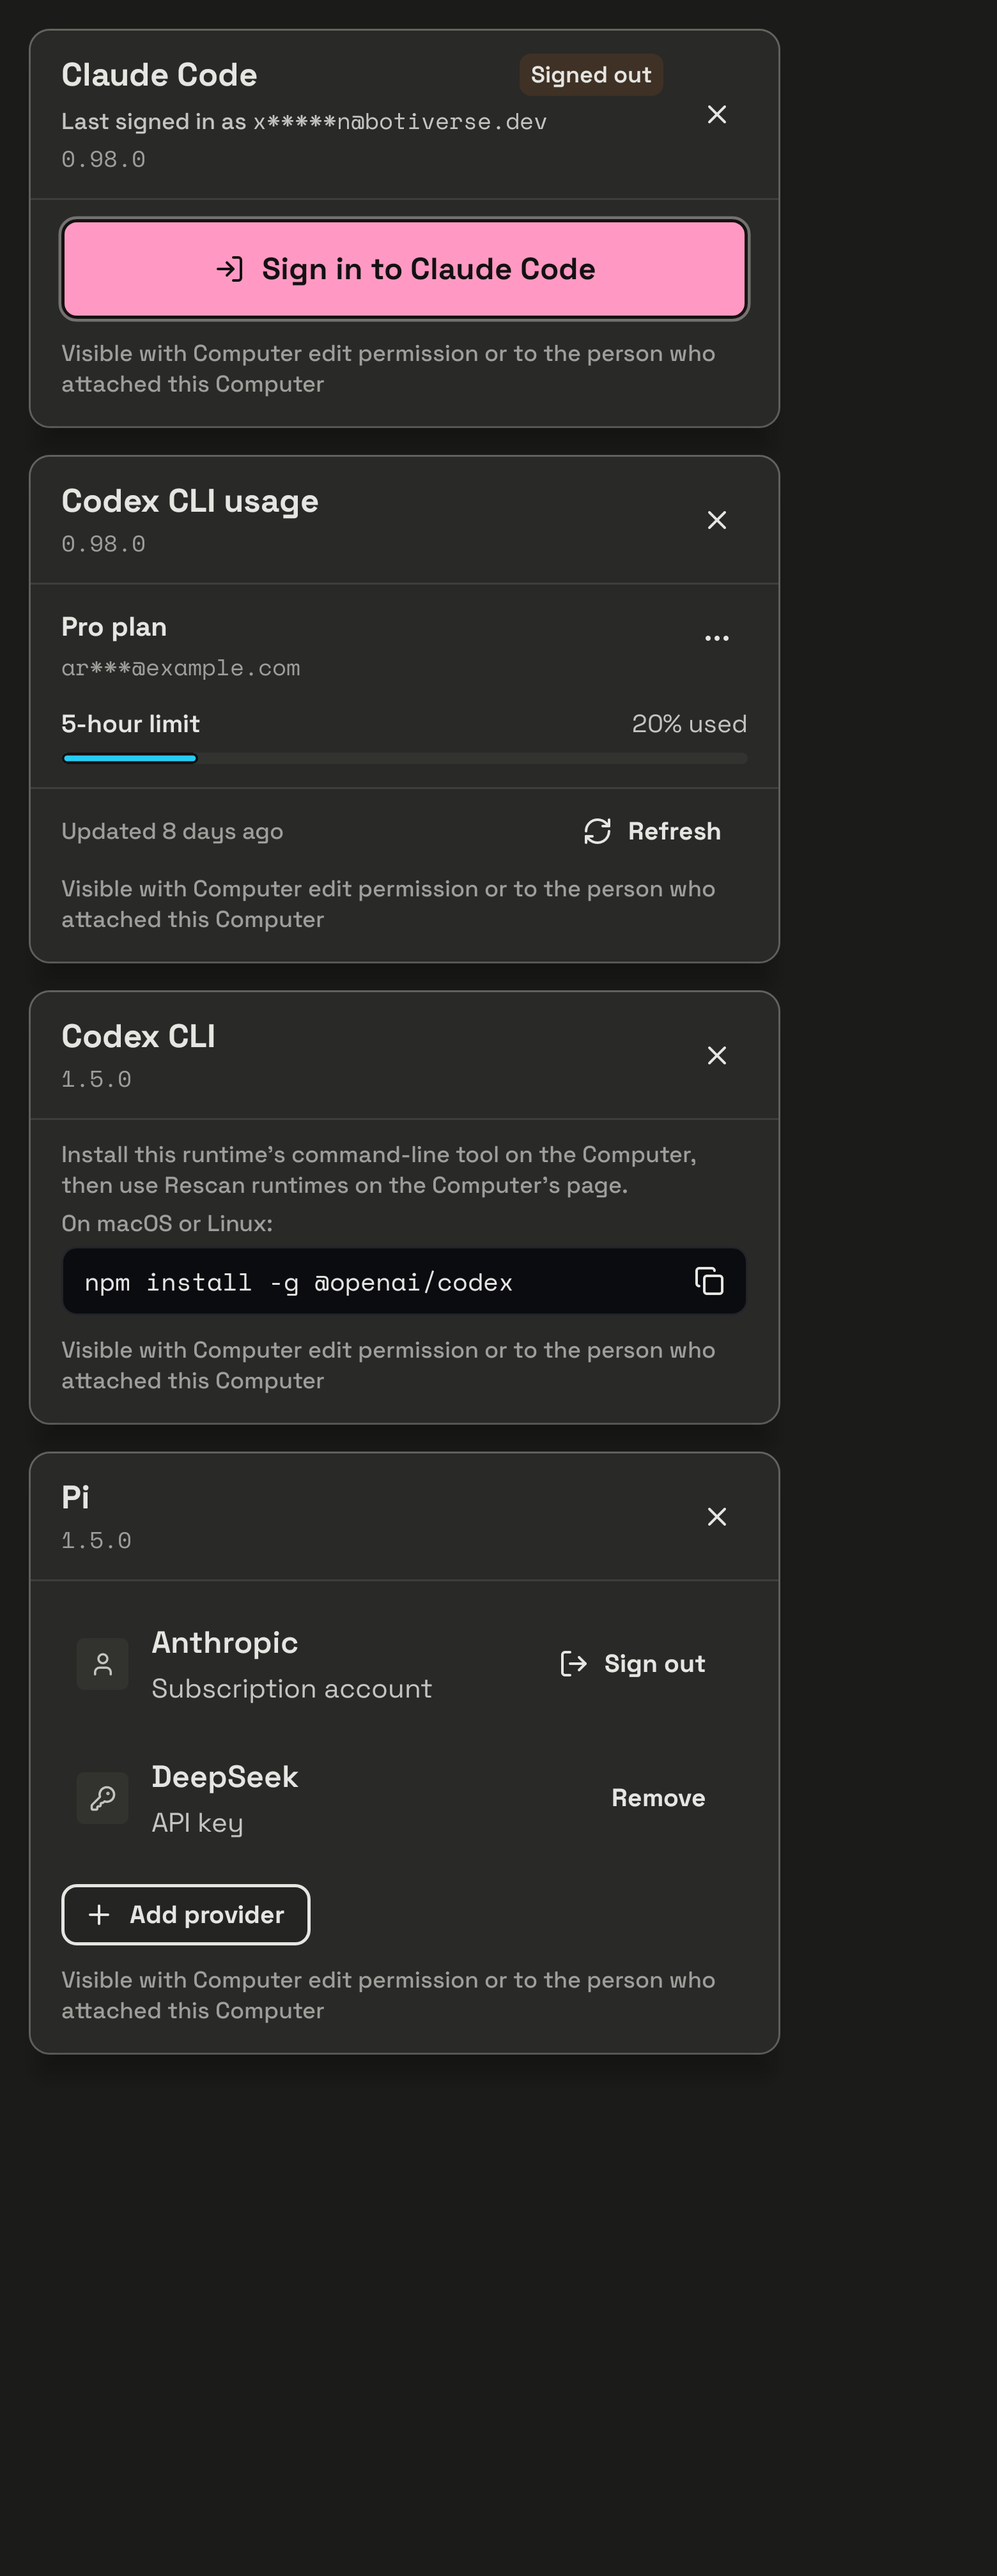 Claude Code
Signed out
Last signed in as x*****n@botiverse.dev
0.98.0
Sign in to Claude Code
Visible with Computer edit permission or to the person who
attached this Computer
Codex CLI usage
0.98.0
Pro plan
ar***@example.com
5-hour limit
20% used
Updated 8 days ago
Refresh
Visible with Computer edit permission or to the person who
attached this Computer
Codex CLI
1.5.0
Install this runtime’s command-line tool on the Computer,
then use Rescan runtimes on the Computer’s page.
On macOS or Linux:
npm install -g @openai/codex
Visible with Computer edit permission or to the person who
attached this Computer
Pi
1.5.0
Anthropic
Subscription account
Sign out
DeepSeek
API key
Remove
Add provider
Visible with Computer edit permission or to the person who
attached this Computer